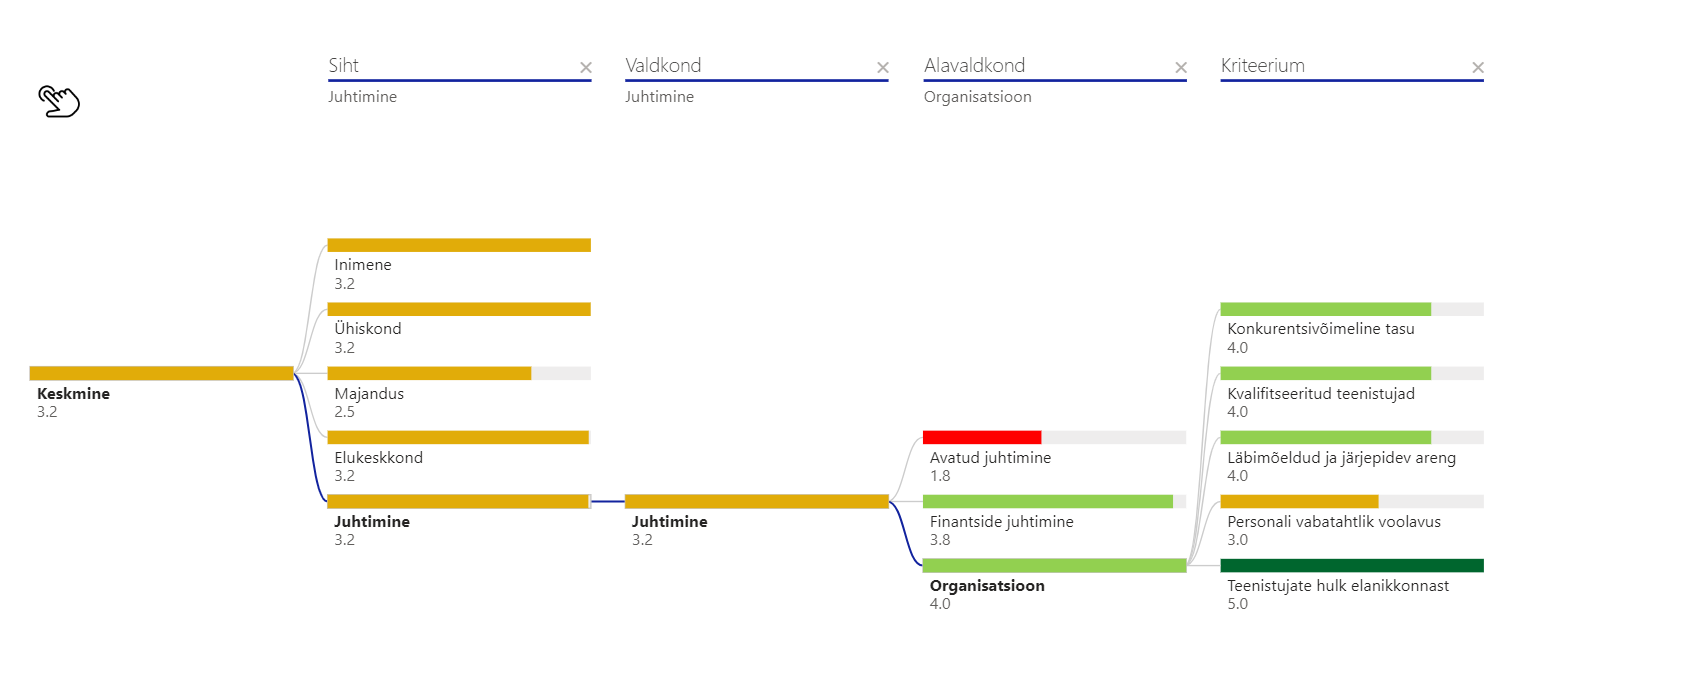 Siht
Juhtimine
Valdkond
Juhtimine
Alavaldkond
Organisatsioon
Kriteerium
Keskmine
3.2
Inimene
3.2
Ühiskond
3.2
Majandus
2.5
Elukeskkond
3.2
Juhtimine
3.2
Juhtimine
3.2
Avatud juhtimine
1.8
Finantside juhtimine
3.8
Organisatsioon
4.0
Konkurentsivõimeline tasu
4.0
Kvalifitseeritud teenistujad
4.0
Läbimõeldud ja järjepidev areng
4.0
Personali vabatahtlik voolavus
3.0
Teenistujate hulk elanikkonnast
5.0